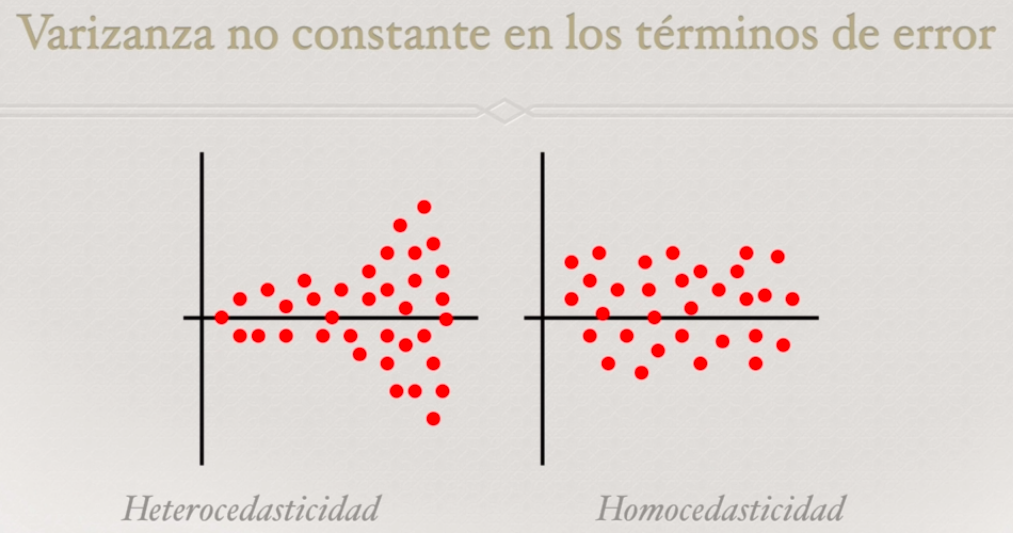 Varizanza no constante en los términos de error
Heterocedasticidad
Homocedasticidad